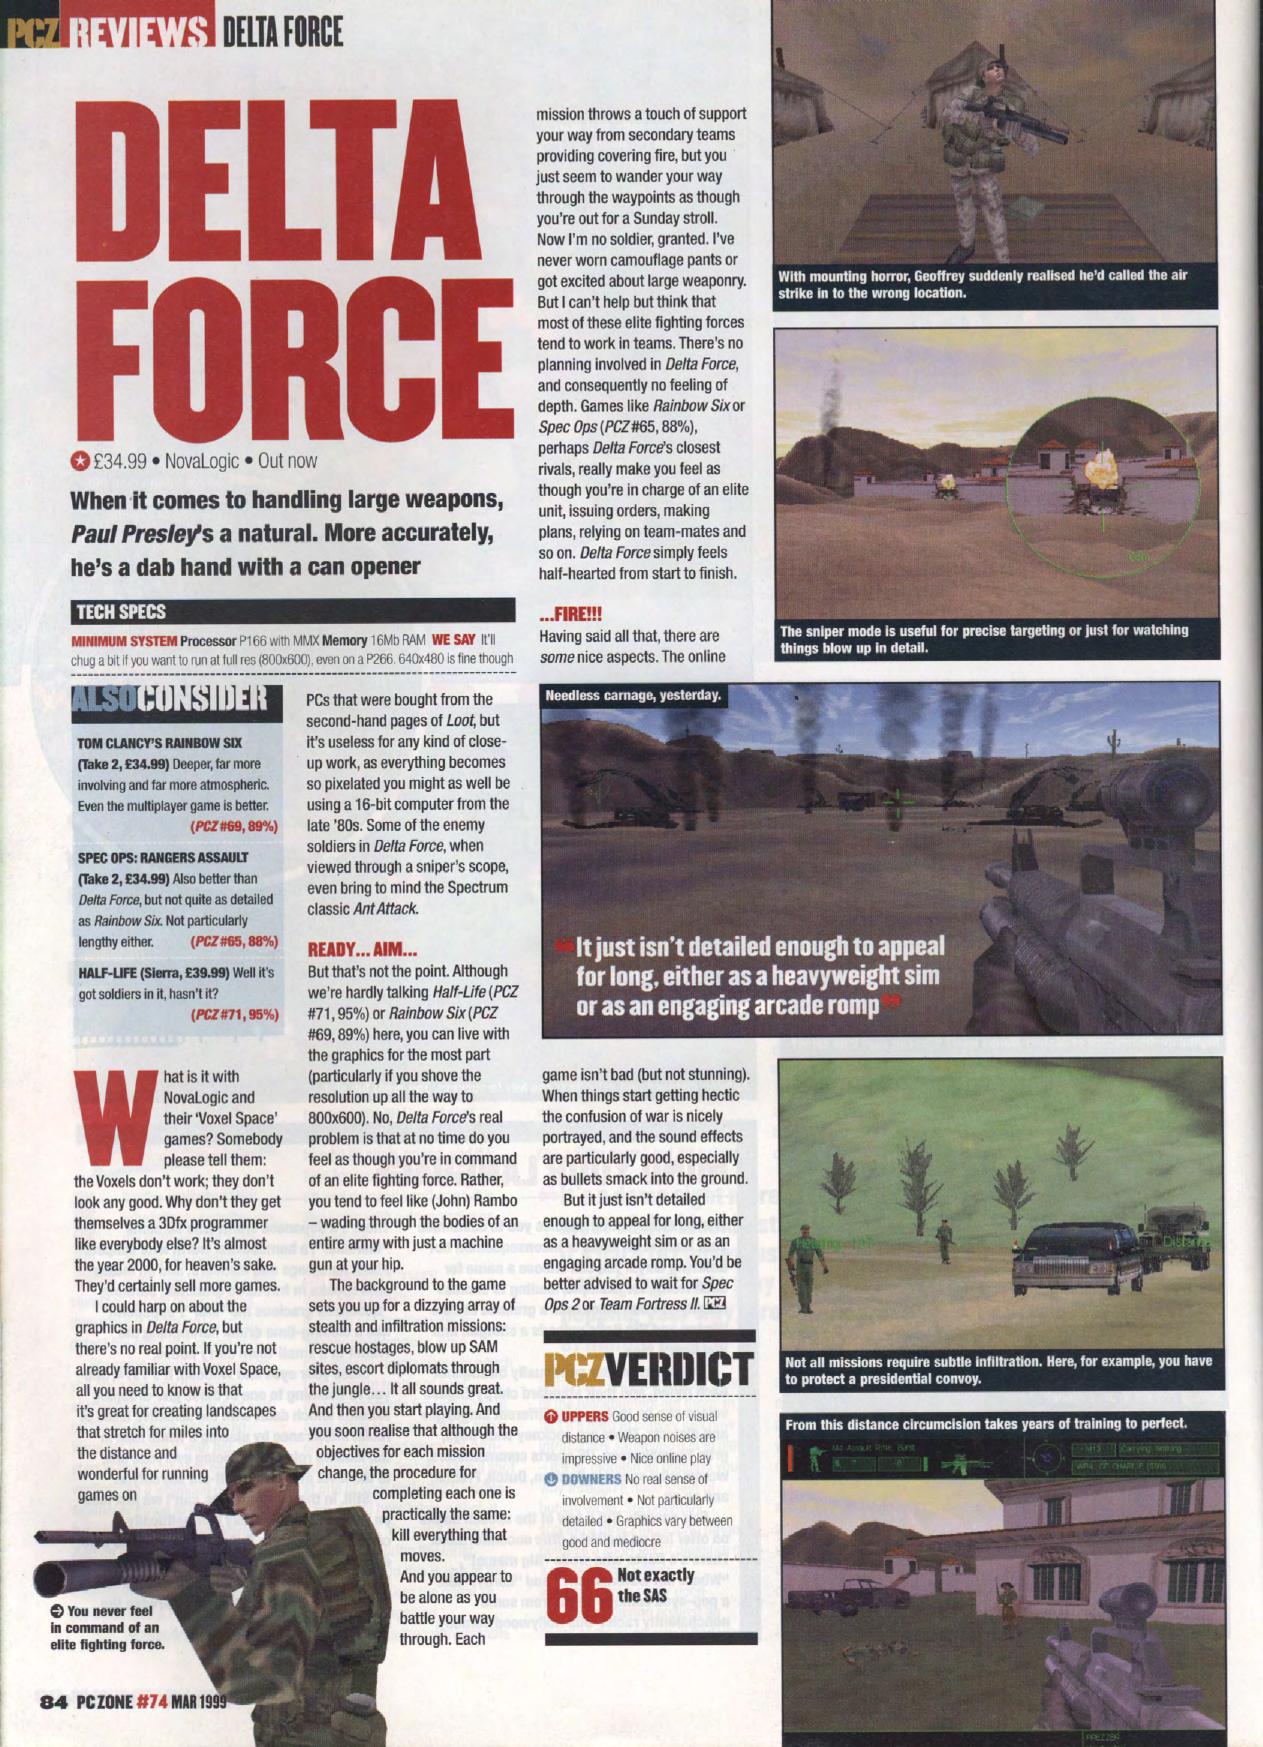 PCZ REVIEWS DELTA FORCE
DELTA
FORCE
£34.99 • NovaLogic • Out now
When it comes to handling large weapons,
Paul Presley's a natural. More accurately,
he's a dab hand with a can opener
TECH SPECS
MINIMUM SYSTEM Processor P166 with MMX Memory 16Mb RAM WE SAY It'll
chug a bit if you want to run at full res (800x600), even on a P266. 640x480 is fine though
ALSO CONSIDER
TOM CLANCY'S RAINBOW SIX
(Take 2, £34.99) Deeper, far more
involving and far more atmospheric.
Even the multiplayer game is better.
(PCZ #69, 89%)
SPEC OPS: RANGERS ASSAULT
(Take 2, £34.99) Also better than
Delta Force, but not quite as detailed
as Rainbow Six. Not particularly
lengthy either. (PCZ #65, 88%)
HALF-LIFE (Sierra, £39.99) Well it's
got soldiers in it, hasn't it?
(PCZ #71, 95%)
What is it with
NovaLogic and
their 'Voxel Space'
games? Somebody
please tell them:
the Voxels don't work; they don't
look any good. Why don't they get
themselves a 3Dfx programmer
like everybody else? It's almost
the year 2000, for heaven's sake.
They'd certainly sell more games.
I could harp on about the
graphics in Delta Force, but
there's no real point. If you're not
already familiar with Voxel Space,
all you need to know is that
it's great for creating landscapes
that stretch for miles into
the distance and
wonderful for running
games on
PCs that were bought from the
second-hand pages of Loot, but
it's useless for any kind of close-
up work, as everything becomes
so pixelated you might as well be
using a 16-bit computer from the
late '80s. Some of the enemy
soldiers in Delta Force, when
viewed through a sniper's scope,
even bring to mind the Spectrum
classic Ant Attack.
READY... AIM...
But that's not the point. Although
we're hardly talking Half-Life (PCZ
#71, 95%) or Rainbow Six (PCZ
#69, 89%) here, you can live with
the graphics for the most part
(particularly if you shove the
resolution up all the way to
800x600). No, Delta Force's real
problem is that at no time do you
feel as though you're in command
of an elite fighting force. Rather,
you tend to feel like (John) Rambo
– wading through the bodies of an
entire army with just a machine
gun at your hip.
The background to the game
sets you up for a dizzying array of
stealth and infiltration missions:
rescue hostages, blow up SAM
sites, escort diplomats through
the jungle... It all sounds great.
And then you start playing. And
you soon realise that although the
objectives for each mission
change, the procedure for
completing each one is
practically the same:
kill everything that
moves.
And you appear to
be alone as you
battle your way
through. Each
mission throws a touch of support
your way from secondary teams
providing covering fire, but you
just seem to wander your way
through the waypoints as though
you're out for a Sunday stroll.
Now I'm no soldier, granted. I've
never worn camouflage pants or
got excited about large weaponry.
But I can't help but think that
most of these elite fighting forces
tend to work in teams. There's no
planning involved in Delta Force,
and consequently no feeling of
depth. Games like Rainbow Six or
Spec Ops (PCZ #65, 88%),
perhaps Delta Force's closest
rivals, really make you feel as
though you're in charge of an elite
unit, issuing orders, making
plans, relying on team-mates and
so on. Delta Force simply feels
half-hearted from start to finish.
...FIRE!!!
Having said all that, there are
some nice aspects. The online
game isn't bad (but not stunning).
When things start getting hectic
the confusion of war is nicely
portrayed, and the sound effects
are particularly good, especially
as bullets smack into the ground.
But it just isn't detailed
enough to appeal for long, either
as a heavyweight sim or as an
engaging arcade romp. You'd be
better advised to wait for Spec
Ops 2 or Team Fortress II. PCZ
PCZ VERDICT
UPPERS Good sense of visual
distance • Weapon noises are
impressive • Nice online play
DOWNERS No real sense of
involvement • Not particularly
detailed • Graphics vary between
good and mediocre
66 Not exactly
the SAS
With mounting horror, Geoffrey suddenly realised he'd called the air
strike in to the wrong location.
The sniper mode is useful for precise targeting or just for watching
things blow up in detail.
Needless carnage, yesterday.
"It just isn't detailed enough to appeal
for long, either as a heavyweight sim
or as an engaging arcade romp"
Not all missions require subtle infiltration. Here, for example, you have
to protect a presidential convoy.
From this distance circumcision takes years of training to perfect.
M4 Assault Rifle, Burst
You never feel
in command of an
elite fighting force.
84 PC ZONE #74 MAR 1999